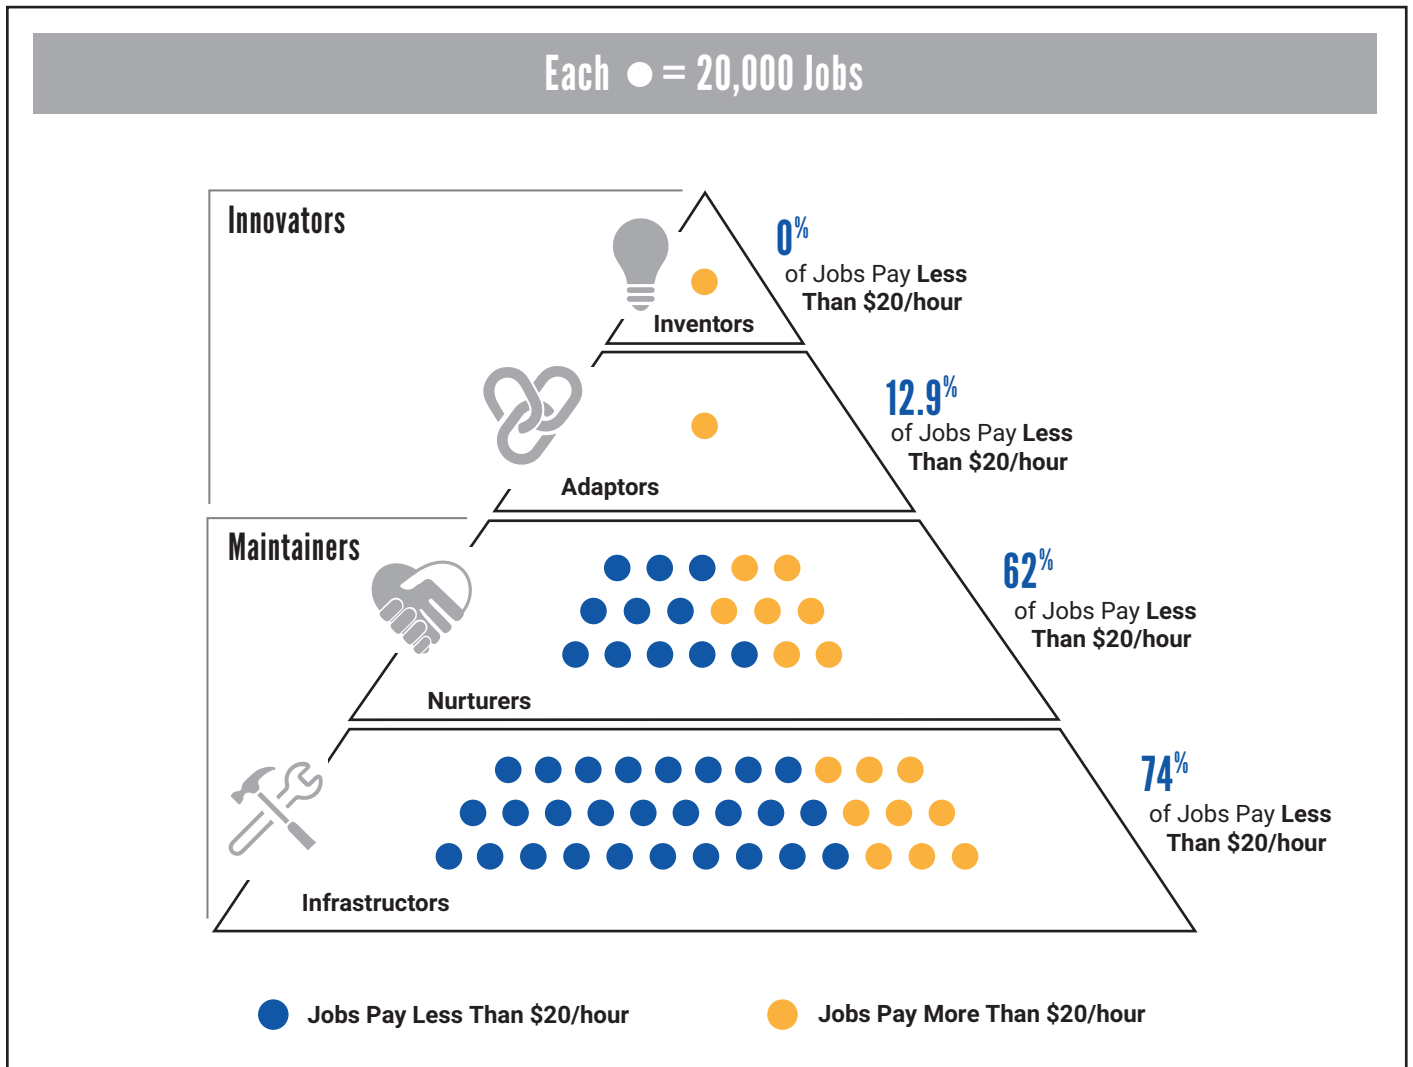 Each = 20,000 Jobs
Innovators
0%
of Jobs Pay Less
Than $20/hour
Inventors
12.9%
of Jobs Pay Less
Than $20/hour
Adaptors
Maintainers
62%
of Jobs Pay Less
Than $20/hour
Nurturers
74%
of Jobs Pay Less
Than $20/hour
Infrastructors
Jobs Pay Less Than $20/hour
Jobs Pay More Than $20/hour